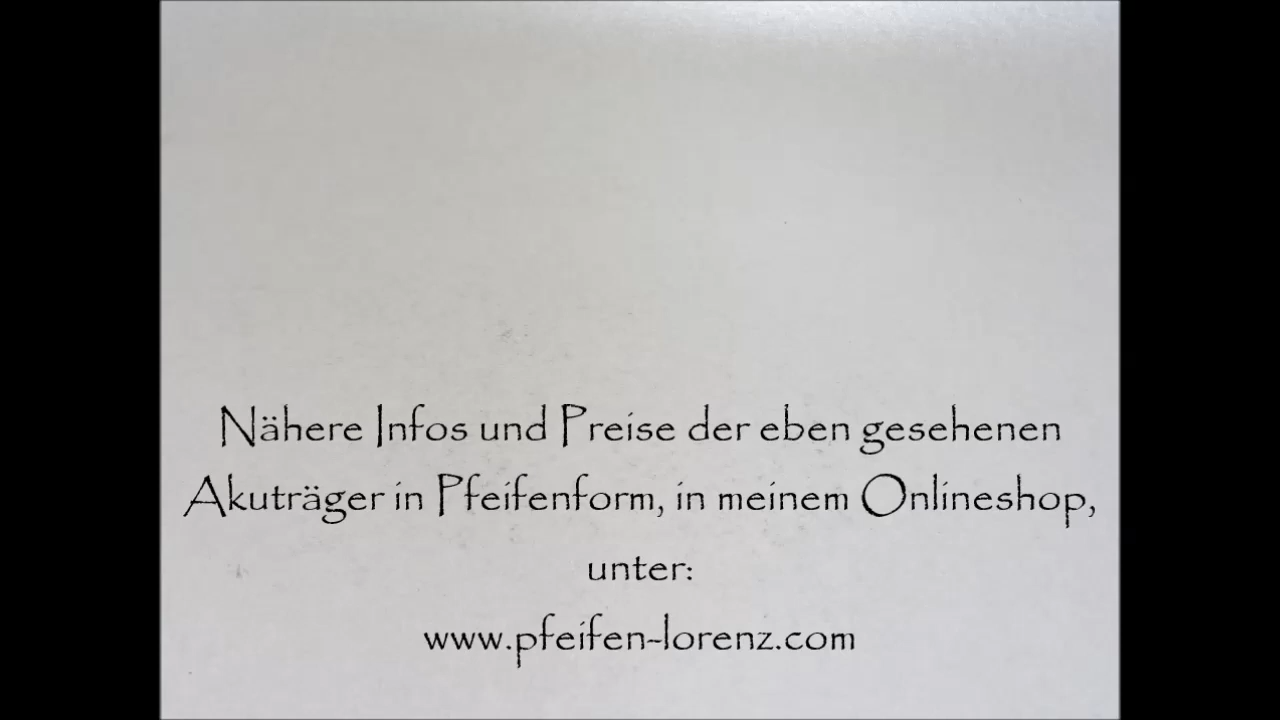 Nähere Infos und Preise der eben gesehenen
Akuträger in Pfeifenform, in meinem Onlineshop,
unter:
www.pfeifen-lorenz.com